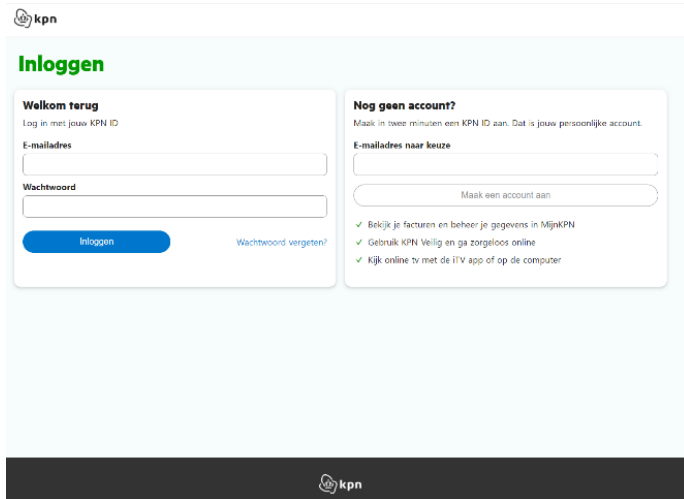 kpn
Inloggen
Welkom terug
Log in met jouw KPN ID
E-mailadres
Wachtwoord
Inloggen
Wachtwoord vergeten?
Nog geen account?
Maak in twee minuten een KPN ID aan. Dat is jouw persoonlijke account.
E-mailadres naar keuze
Maak een account aan
✓ Bekijk je facturen en beheer je gegevens in MijnKPN
✓ Gebruik KPN Veilig en ga zorgeloos online
✓ Kijk online tv met de iTV app of op de computer
kpn